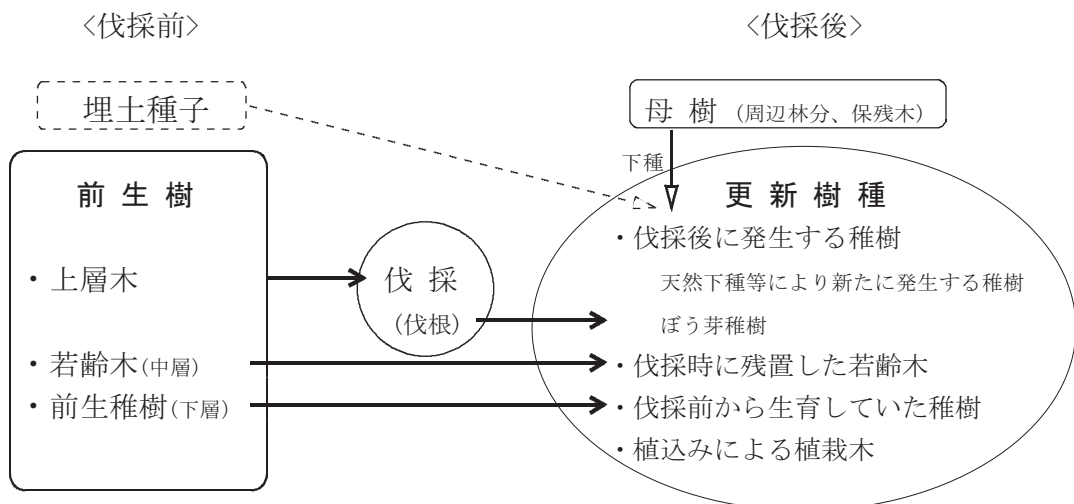 <伐採前>
<伐採後>
埋土種子
母 樹 (周辺林分、保残木)
下種
前 生 樹
・上層木
・若齢木(中層)
・前生稚樹(下層)
伐 採
(伐根)
更 新 樹 種
・伐採後に発生する稚樹
天然下種等により新たに発生する稚樹
ぼう芽稚樹
・伐採時に残置した若齢木
・伐採前から生育していた稚樹
・植込みによる植栽木